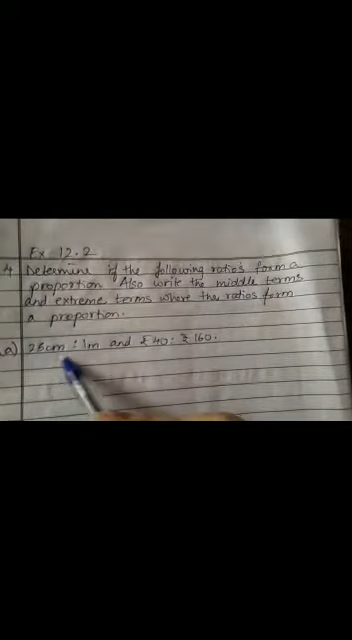 Ex 12.2
4 Determine if the following ratios form a
proportion. Also write the middle terms
and extreme terms where the ratios form
a proportion.
a) 25cm : 1m and ₹40 : ₹160.